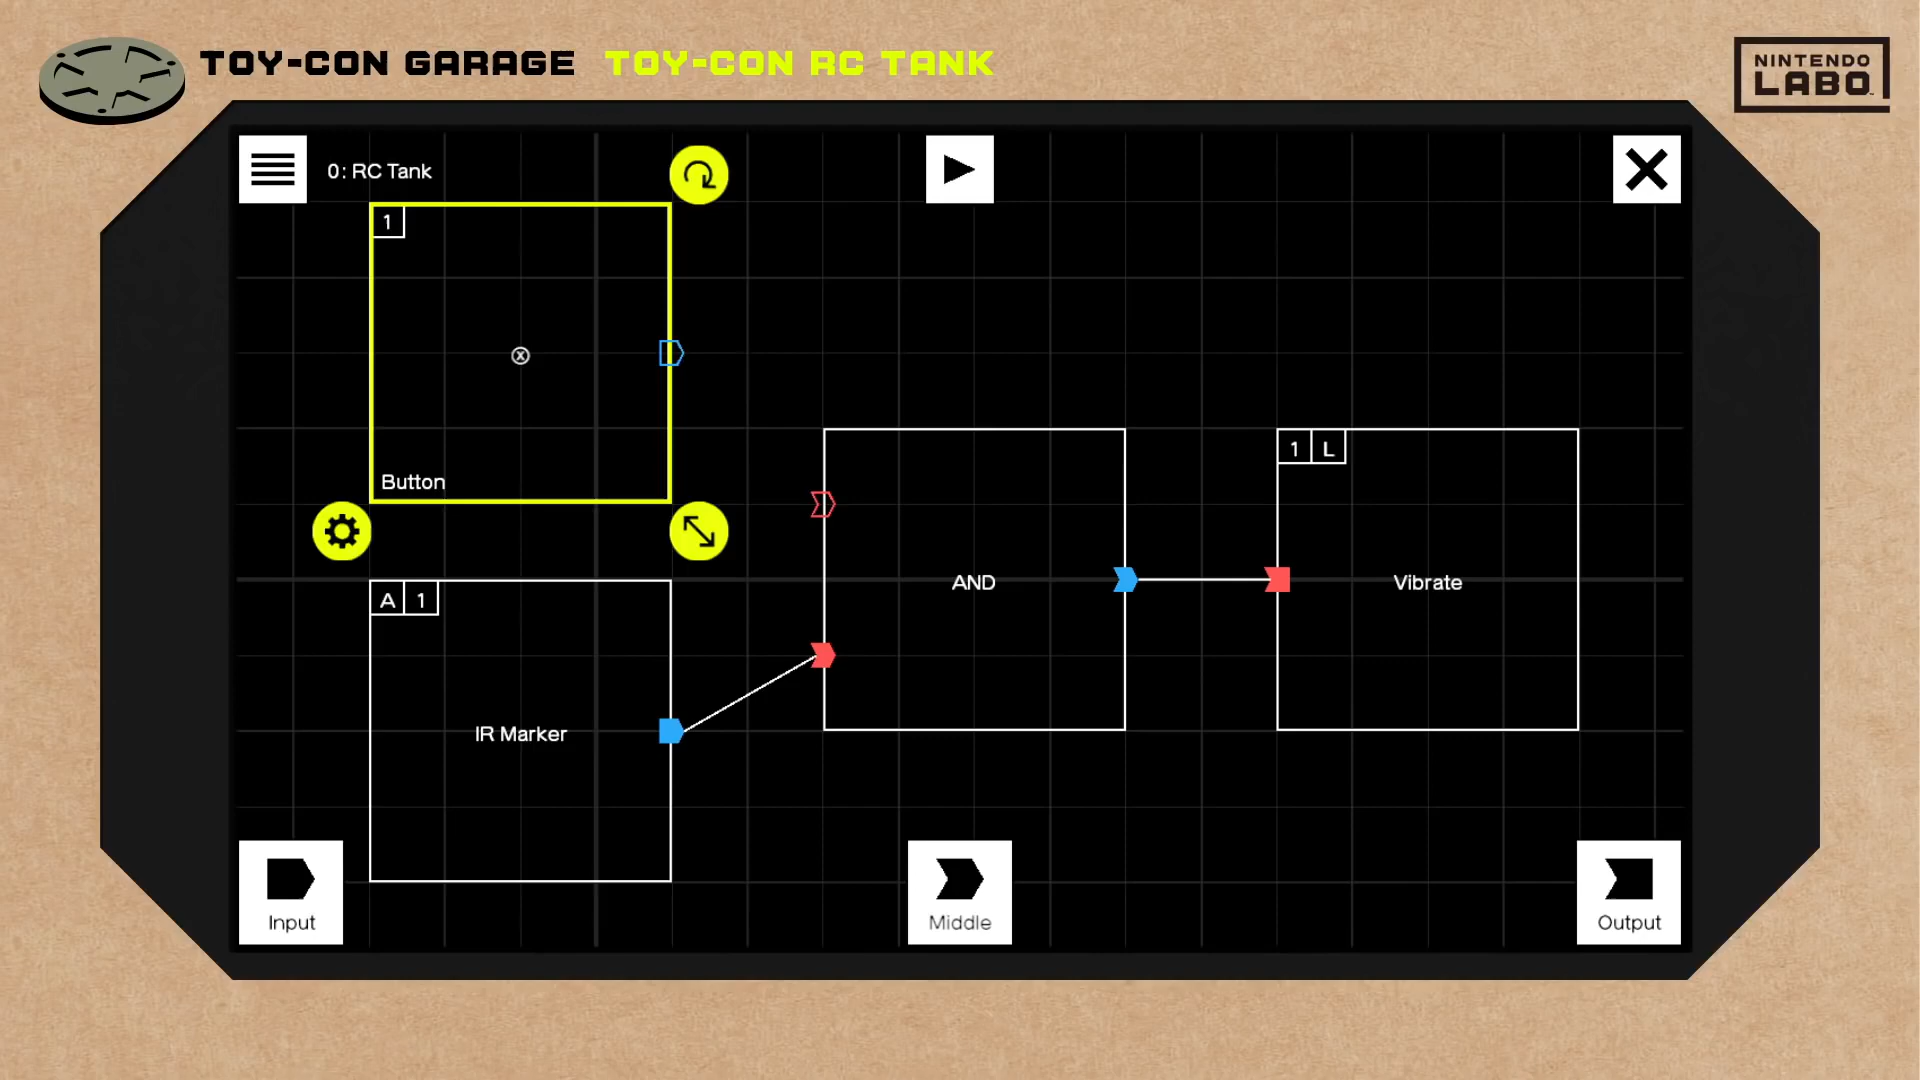 TOY-CON GARAGE TOY-CON RC TANK
NINTENDO
LABO
0: RC Tank
1
X
Button
1 L
AND
Vibrate
A 1
IR Marker
Input
Middle
Output